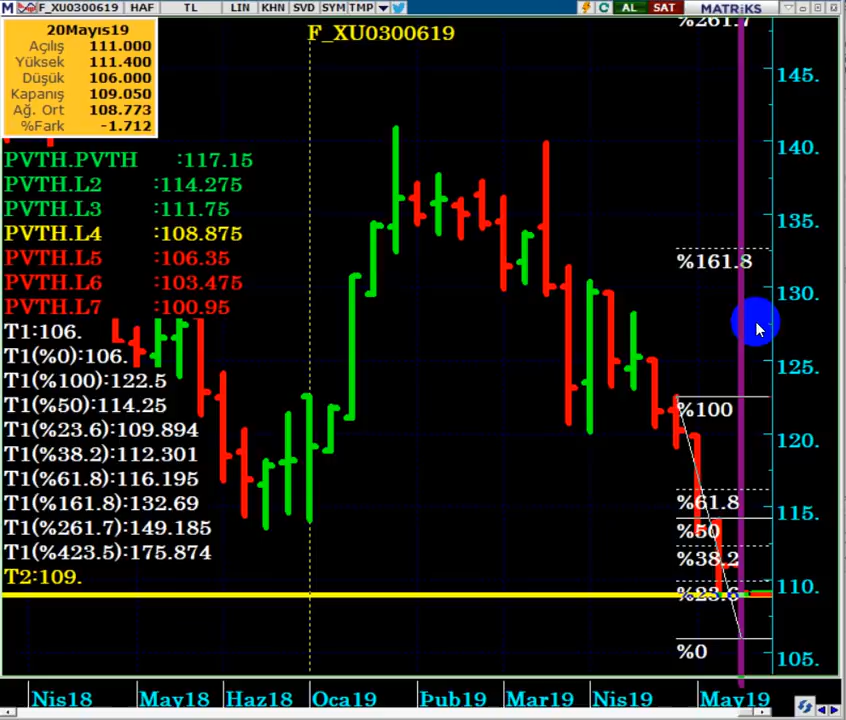 F_XU0300619 HAF TL LIN KHN SVD SYM TMP AL SAT MATRiKS
20Mayıs19
Açılış 111.000
Yüksek 111.400
Düşük 106.000
Kapanış 109.050
Ağ. Ort 108.773
%Fark -1.712
F_XU0300619
%261.7
145.
140.
135.
%161.8
130.
125.
%100
120.
%61.8
115.
%50
%38.2
110.
%23.6
%0
105.
PVTH.PVTH :117.15
PVTH.L2 :114.275
PVTH.L3 :111.75
PVTH.L4 :108.875
PVTH.L5 :106.35
PVTH.L6 :103.475
PVTH.L7 :100.95
T1:106.
T1(%0):106.
T1(%100):122.5
T1(%50):114.25
T1(%23.6):109.894
T1(%38.2):112.301
T1(%61.8):116.195
T1(%161.8):132.69
T1(%261.7):149.185
T1(%423.5):175.874
T2:109.
Nis18 May18 Haz18 Oca19 Þub19 Mar19 Nis19 May19